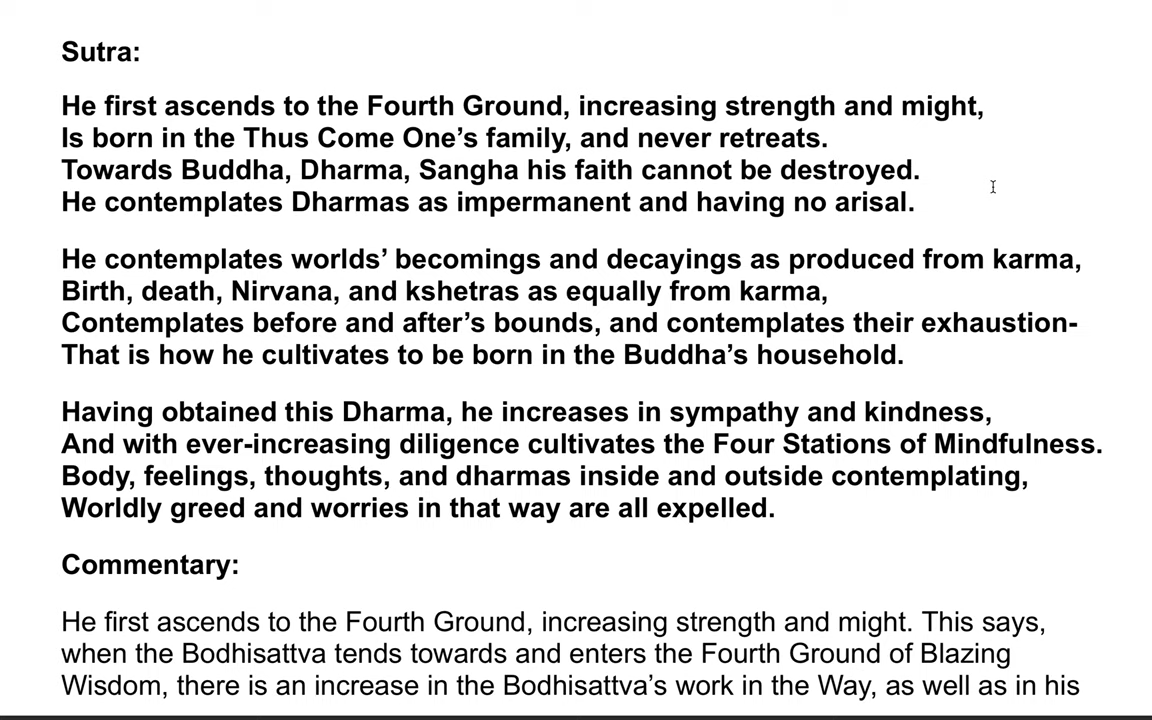 Sutra:
He first ascends to the Fourth Ground, increasing strength and might,
Is born in the Thus Come One’s family, and never retreats.
Towards Buddha, Dharma, Sangha his faith cannot be destroyed.
He contemplates Dharmas as impermanent and having no arisal.
He contemplates worlds’ becomings and decayings as produced from karma,
Birth, death, Nirvana, and kshetras as equally from karma,
Contemplates before and after’s bounds, and contemplates their exhaustion-
That is how he cultivates to be born in the Buddha’s household.
Having obtained this Dharma, he increases in sympathy and kindness,
And with ever-increasing diligence cultivates the Four Stations of Mindfulness.
Body, feelings, thoughts, and dharmas inside and outside contemplating,
Worldly greed and worries in that way are all expelled.
Commentary:
He first ascends to the Fourth Ground, increasing strength and might. This says,
when the Bodhisattva tends towards and enters the Fourth Ground of Blazing
Wisdom, there is an increase in the Bodhisattva’s work in the Way, as well as in his